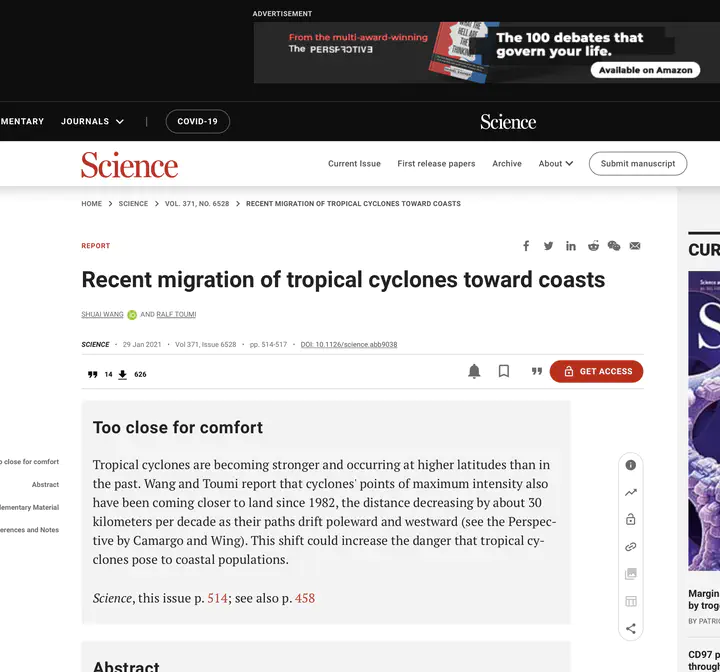 ADVERTISEMENT
From the multi-award-winning
The
The 100 debates that
govern your life.
Available on Amazon
MENTARY JOURNALS | COVID-19 Science
Science
Current Issue First release papers Archive About Submit manuscript
HOME > SCIENCE > VOL. 371, NO. 6528 > RECENT MIGRATION OF TROPICAL CYCLONES TOWARD COASTS
REPORT
Recent migration of tropical cyclones toward coasts
SHUAI WANG iD AND RALF TOUMI
SCIENCE • 29 Jan 2021 • Vol 371, Issue 6528 • pp. 514-517 • DOI: 10.1126/science.abb9038
14 626
GET ACCESS
Too close for comfort
Tropical cyclones are becoming stronger and occurring at higher latitudes than in
the past. Wang and Toumi report that cyclones' points of maximum intensity also
have been coming closer to land since 1982, the distance decreasing by about 30
kilometers per decade as their paths drift poleward and westward (see the Perspec-
tive by Camargo and Wing). This shift could increase the danger that tropical cy-
clones pose to coastal populations.
Science, this issue p. 514; see also p. 458
Abstract
o close for comfort
Abstract
lementary Material
erences and Notes
CUR
S
Margin
by trog
BY PATRI
CD97 p
through